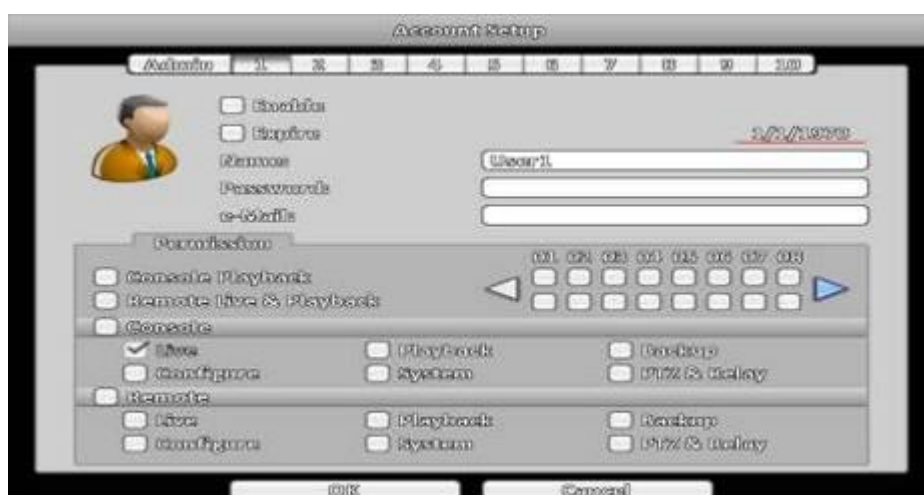 Account Setup
Admin 1 2 3 4 5 6 7 8 9 10
Enable
Expire
1/1/1970
Name:
User1
Password:
e-Mail:
Permission
01 02 03 04 05 06 07 08
Console Playback
Remote Live & Playback
Console
Live Playback Backup
Configure System PTZ & Relay
Remote
Live Playback Backup
Configure System PTZ & Relay
OK Cancel